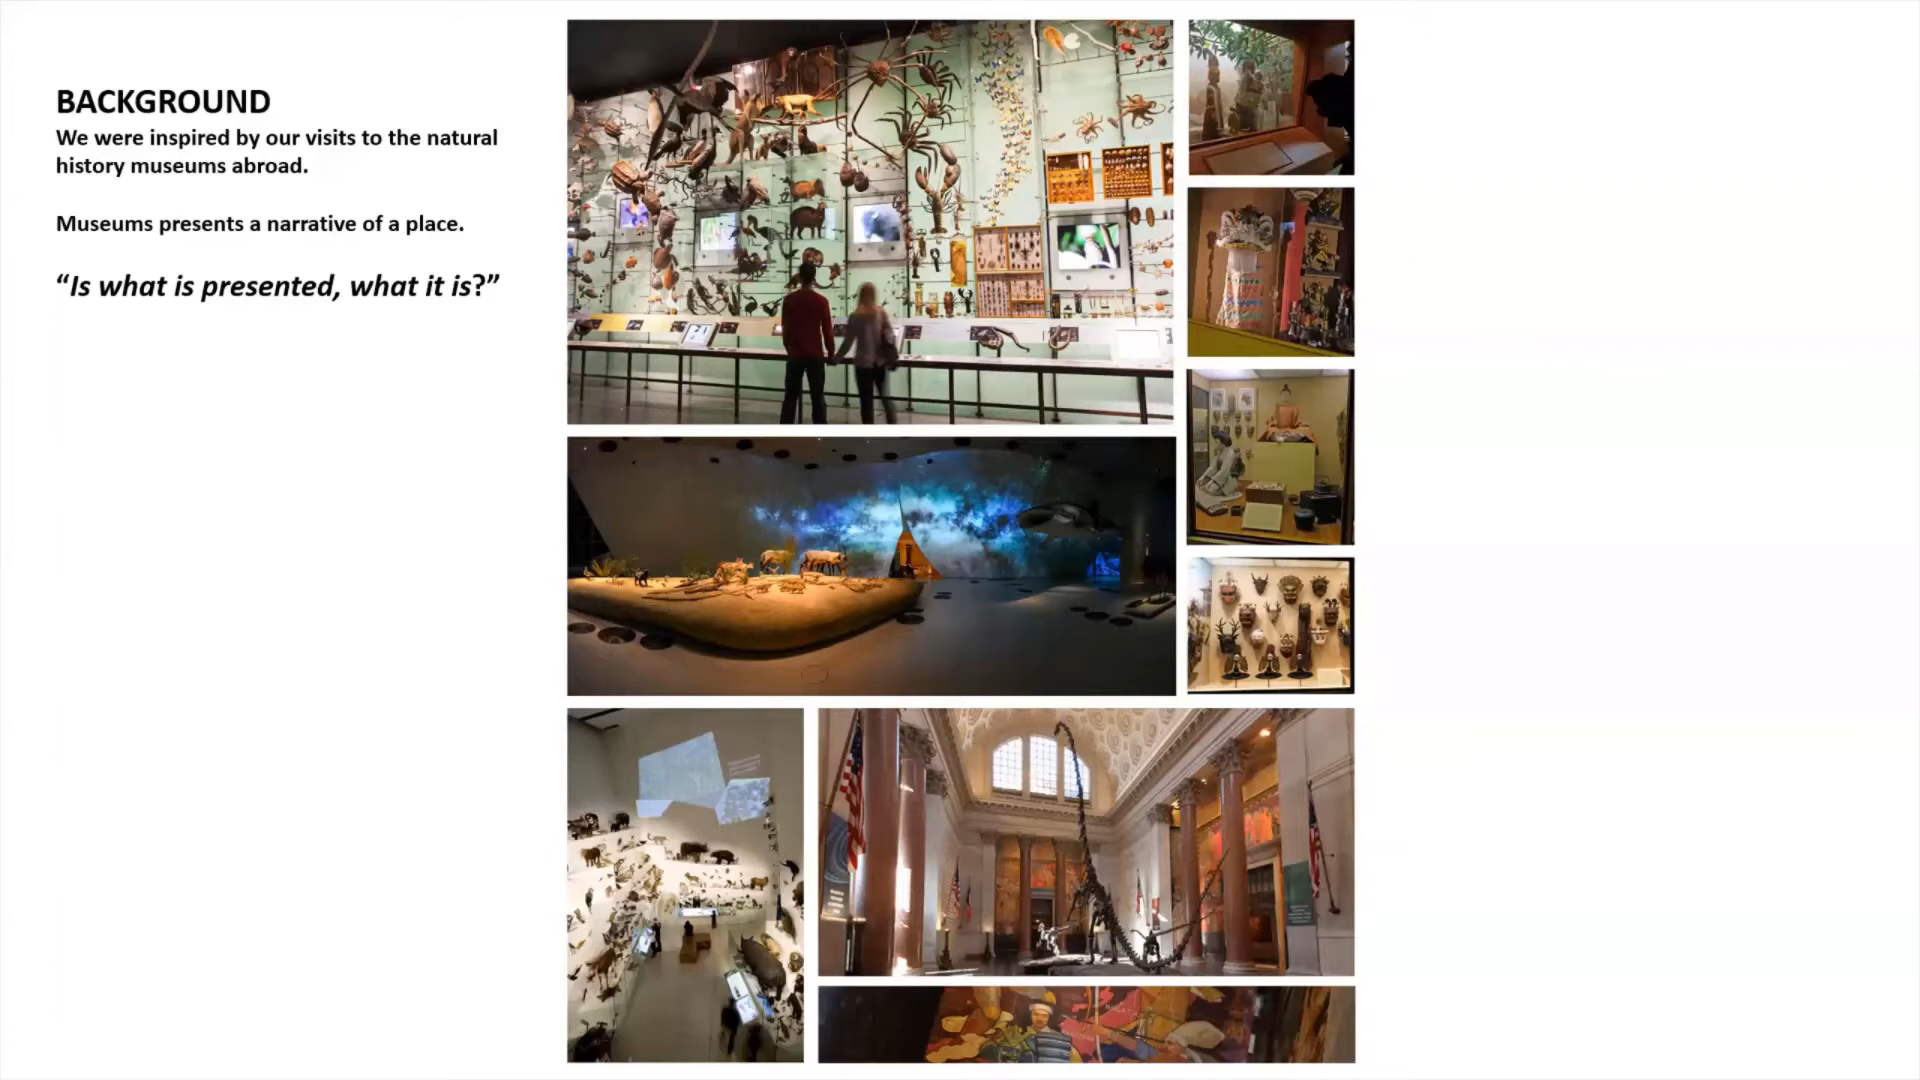 BACKGROUND
We were inspired by our visits to the natural
history museums abroad.
Museums presents a narrative of a place.
“Is what is presented, what it is?”